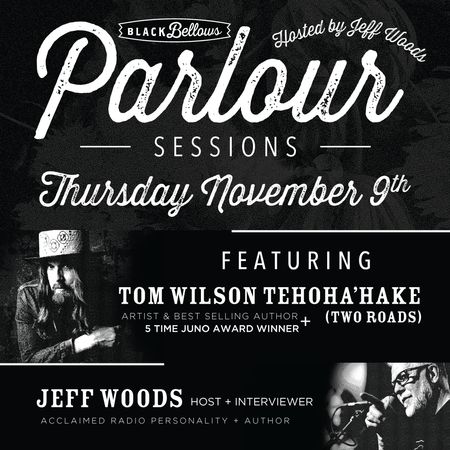 BLACK Bellows
Hosted by Jeff Woods
Parlour
SESSIONS
Thursday November 9th
FEATURING
TOM WILSON TEHOHA'HAKE
ARTIST & BEST SELLING AUTHOR + (TWO ROADS)
5 TIME JUNO AWARD WINNER
JEFF WOODS HOST + INTERVIEWER
ACCLAIMED RADIO PERSONALITY + AUTHOR